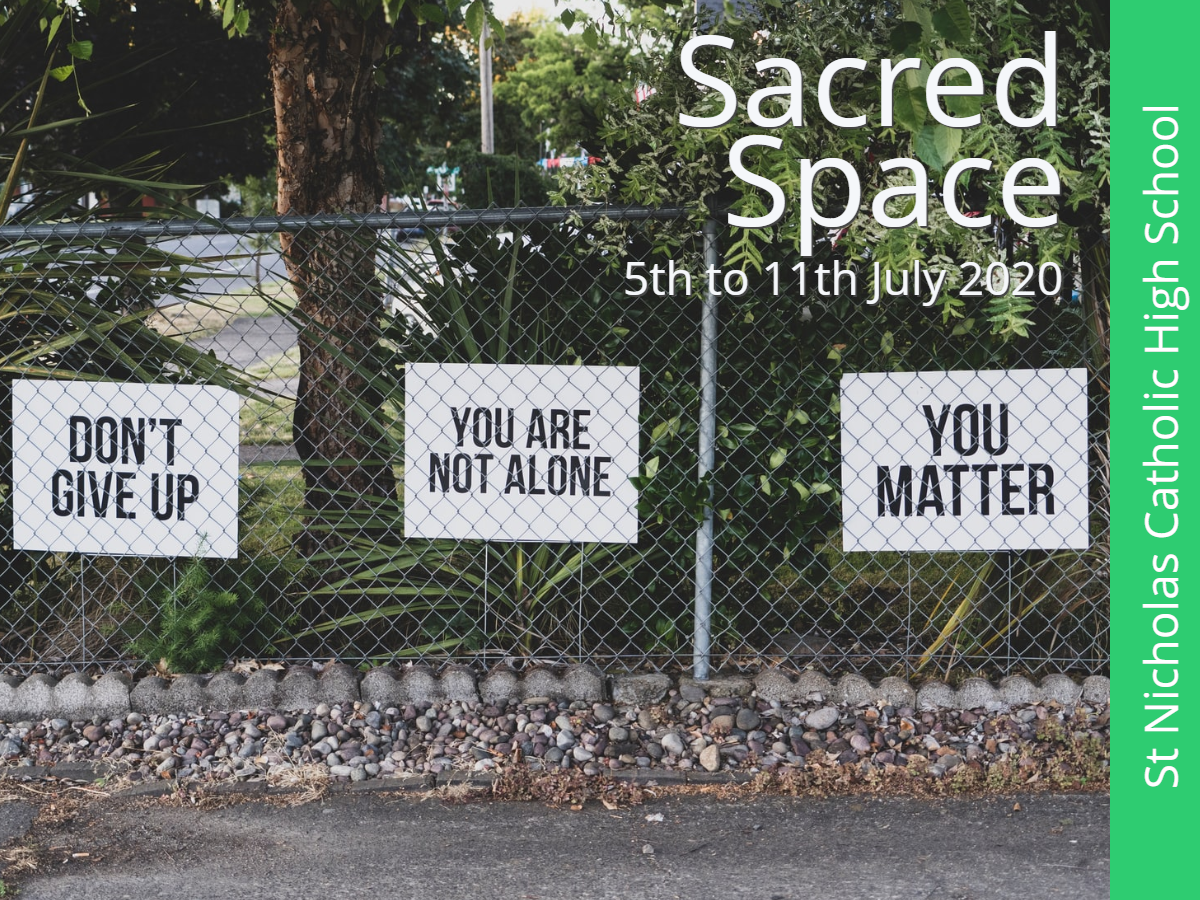 Sacred
Space
5th to 11th July 2020
DON'T
GIVE UP
YOU ARE
NOT ALONE
YOU
MATTER
St Nicholas Catholic High School